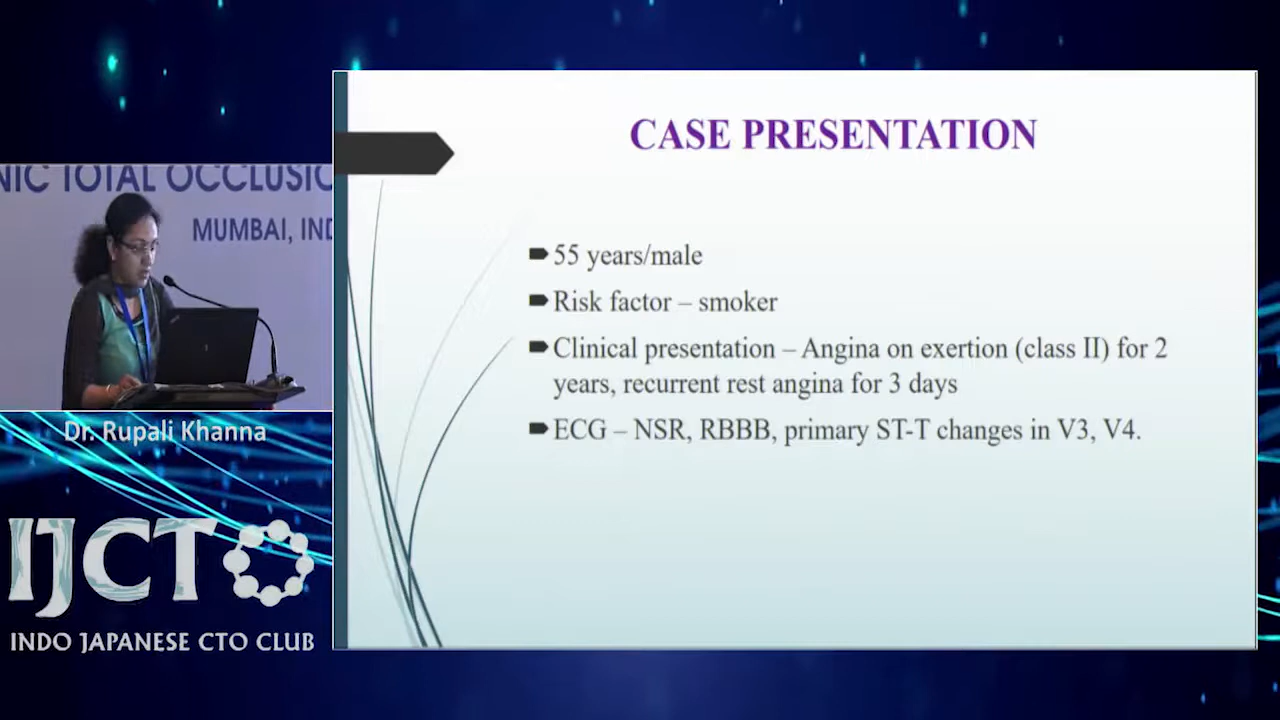 NIC TOTAL OCCLUSIO
MUMBAI, IND
Dr. Rupali Khanna
IJCTO
INDO JAPANESE CTO CLUB
CASE PRESENTATION
55 years/male
Risk factor – smoker
Clinical presentation – Angina on exertion (class II) for 2
years, recurrent rest angina for 3 days
ECG – NSR, RBBB, primary ST-T changes in V3, V4.